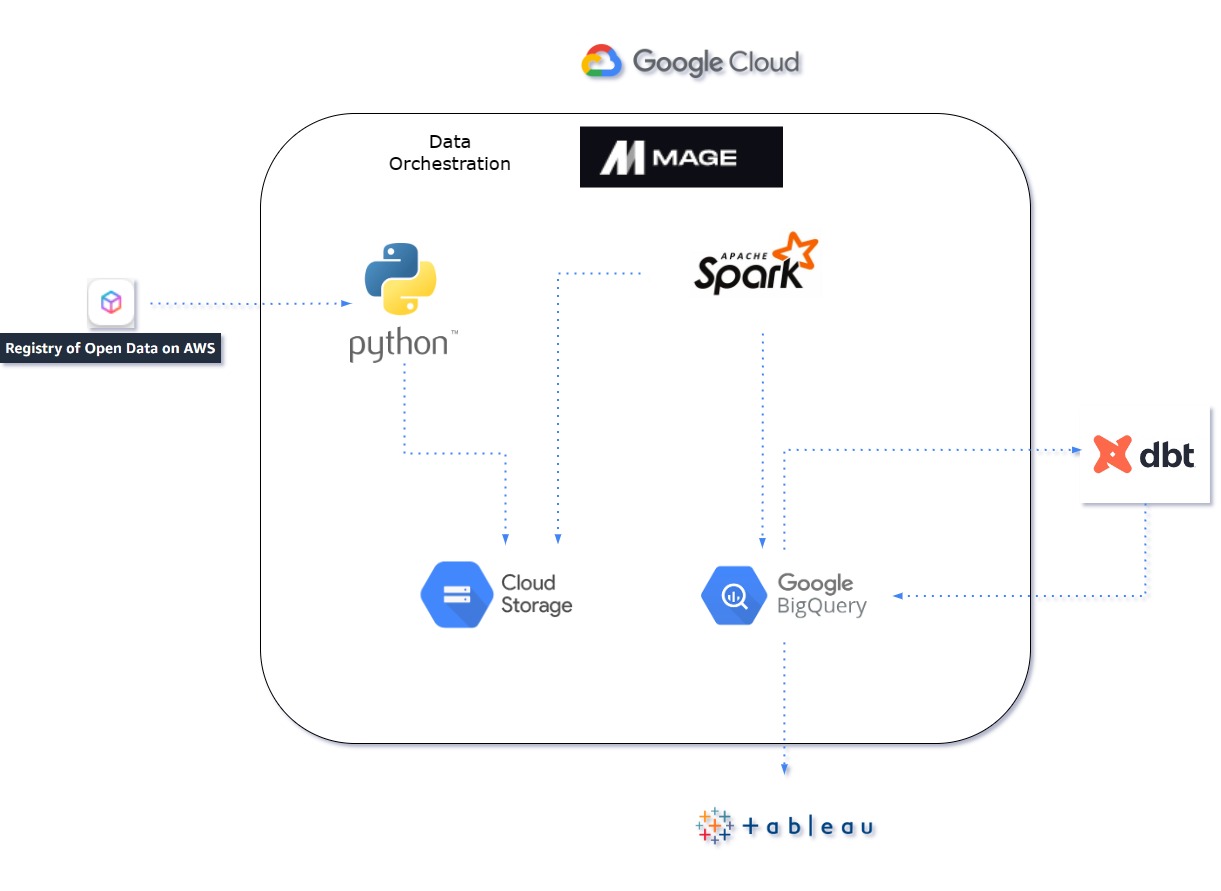 Google Cloud
Data
Orchestration
MAGE
APACHE
Spark
python™
Registry of Open Data on AWS
dbt
Cloud
Storage
Google
BigQuery
+ableau